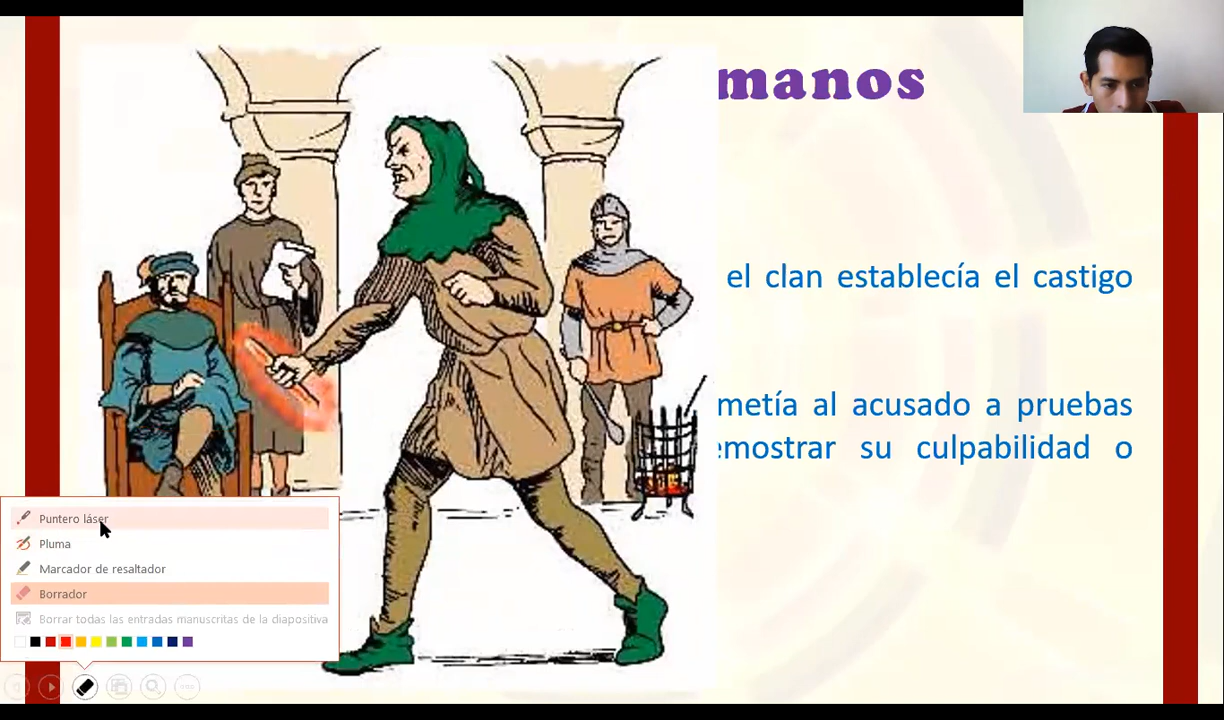 manos
el clan establecía el castigo
metía al acusado a pruebas
emostrar su culpabilidad o
Puntero láser
Pluma
Marcador de resaltador
Borrador
Borrar todas las entradas manuscritas de la diapositiva